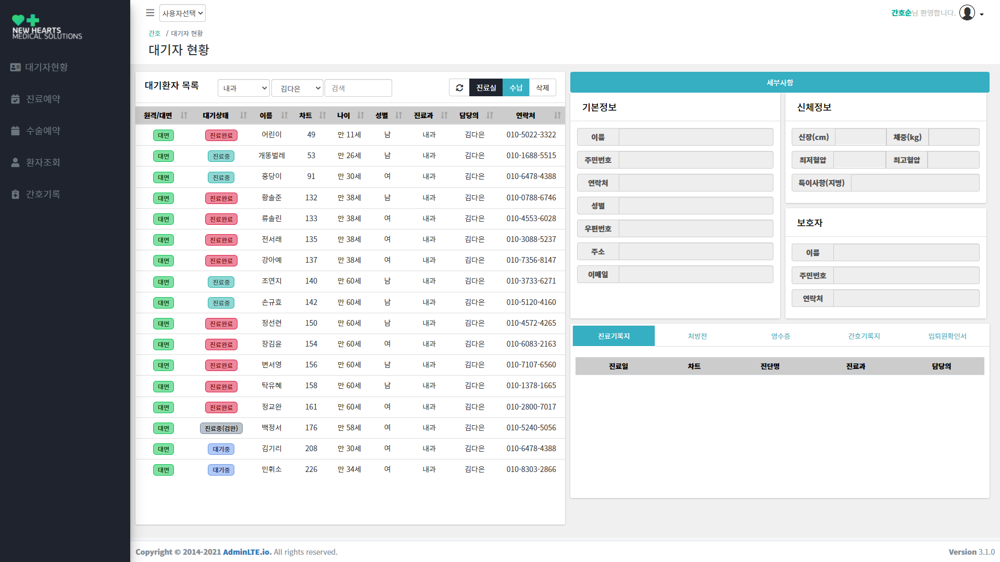 NEW HEARTS
MEDICAL SOLUTIONS
대기자현황
진료예약
수술예약
환자조회
간호기록
사용자선택
간호순님 환영합니다.
간호 / 대기자 현황
대기자 현황
대기환자 목록 내과 김다은 검색 진료실 수납 삭제
원격/대면 대기상태 이름 차트 나이 성별 진료과 담당의 연락처
대면 진료완료 어린이 49 만 11세 남 내과 김다은 010-5022-3322
대면 진료중 개똥벌레 53 만 26세 남 내과 김다은 010-1688-5515
대면 진료중 홍당이 91 만 30세 여 내과 김다은 010-6478-4388
대면 진료완료 황솔준 132 만 38세 남 내과 김다은 010-0788-6746
대면 진료완료 류솔린 133 만 38세 여 내과 김다은 010-4553-6028
대면 진료완료 전서래 135 만 38세 여 내과 김다은 010-3088-5237
대면 진료완료 강아예 137 만 38세 여 내과 김다은 010-7356-8147
대면 진료중 조연지 140 만 60세 남 내과 김다은 010-3733-6271
대면 진료중 손규효 142 만 60세 남 내과 김다은 010-5120-4160
대면 진료완료 정선련 150 만 60세 남 내과 김다은 010-4572-4265
대면 진료완료 장김윤 154 만 60세 여 내과 김다은 010-6083-2163
대면 진료완료 변서영 156 만 60세 남 내과 김다은 010-7107-6560
대면 진료완료 탁유혜 158 만 60세 남 내과 김다은 010-1378-1665
대면 진료완료 정교완 161 만 60세 여 내과 김다은 010-2800-7017
대면 진료중(검완) 백정서 176 만 58세 여 내과 김다은 010-5240-5056
대면 대기중 김기리 208 만 30세 여 내과 김다은 010-6478-4388
대면 대기중 민휘소 226 만 34세 여 내과 김다은 010-8303-2866
세부사항
기본정보
이름
주민번호
연락처
성별
우편번호
주소
이메일
신체정보
신장(cm) 체중(kg)
최저혈압 최고혈압
특이사항(지병)
보호자
이름
주민번호
연락처
진료기록지 처방전 영수증 간호기록지 입퇴원확인서
진료일 차트 진단명 진료과 담당의
Copyright © 2014-2021 AdminLTE.io. All rights reserved.
Version 3.1.0